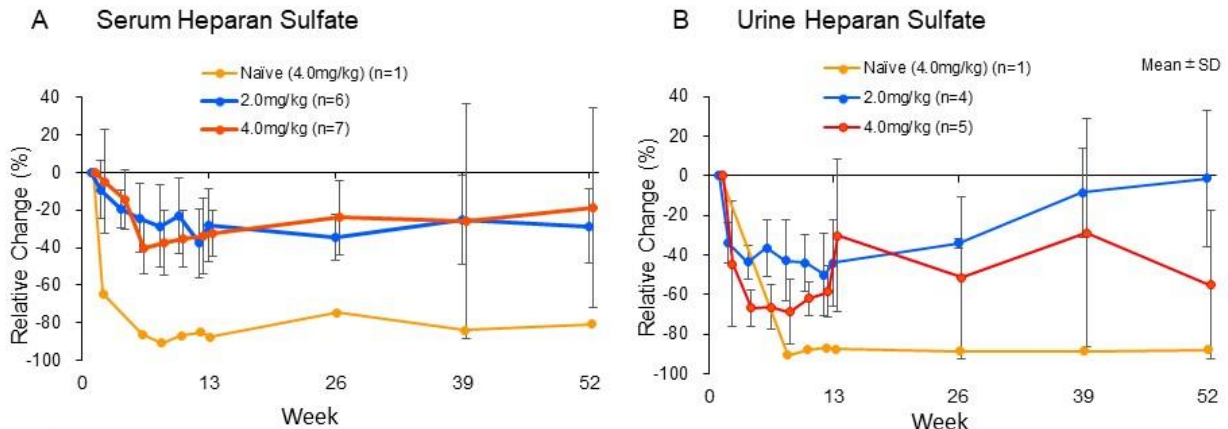 A Serum Heparan Sulfate
Naïve (4.0mg/kg) (n=1)
2.0mg/kg (n=6)
4.0mg/kg (n=7)
Relative Change (%)
40
20
0
-20
-40
-60
-80
-100
0 13 26 39 52
Week
B Urine Heparan Sulfate
Naïve (4.0mg/kg) (n=1)
2.0mg/kg (n=4)
4.0mg/kg (n=5)
Mean ± SD
Relative Change (%)
40
20
0
-20
-40
-60
-80
-100
0 13 26 39 52
Week